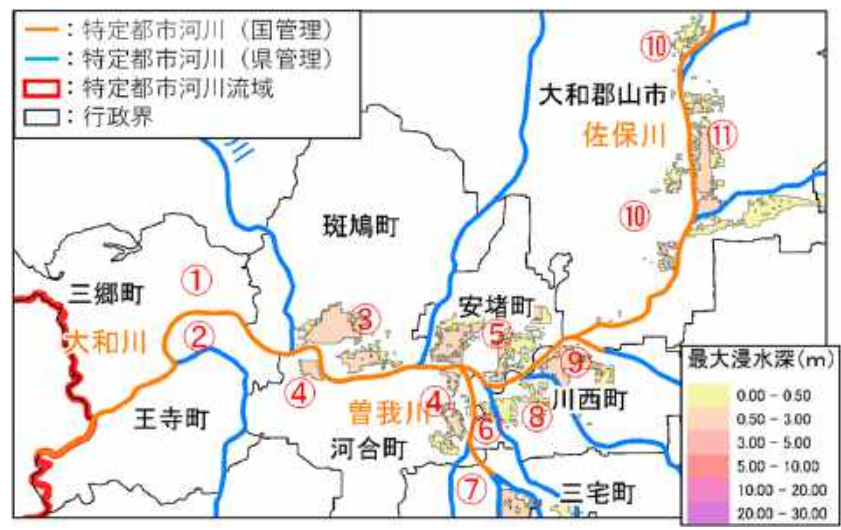 ：特定都市河川（国管理）
：特定都市河川（県管理）
：特定都市河川流域
：行政界
川
⑩
大和郡山市
佐保川
⑪
⑩
斑鳩町
三郷町
①
大和川
②
③
安堵町
⑤
⑨
④
王寺町
曽我川
④
⑥
⑧
川西町
河合町
⑦
三宅町
最大浸水深(m)
0.00 - 0.50
0.50 - 3.00
3.00 - 5.00
5.00 - 10.00
10.00 - 20.00
20.00 - 30.00